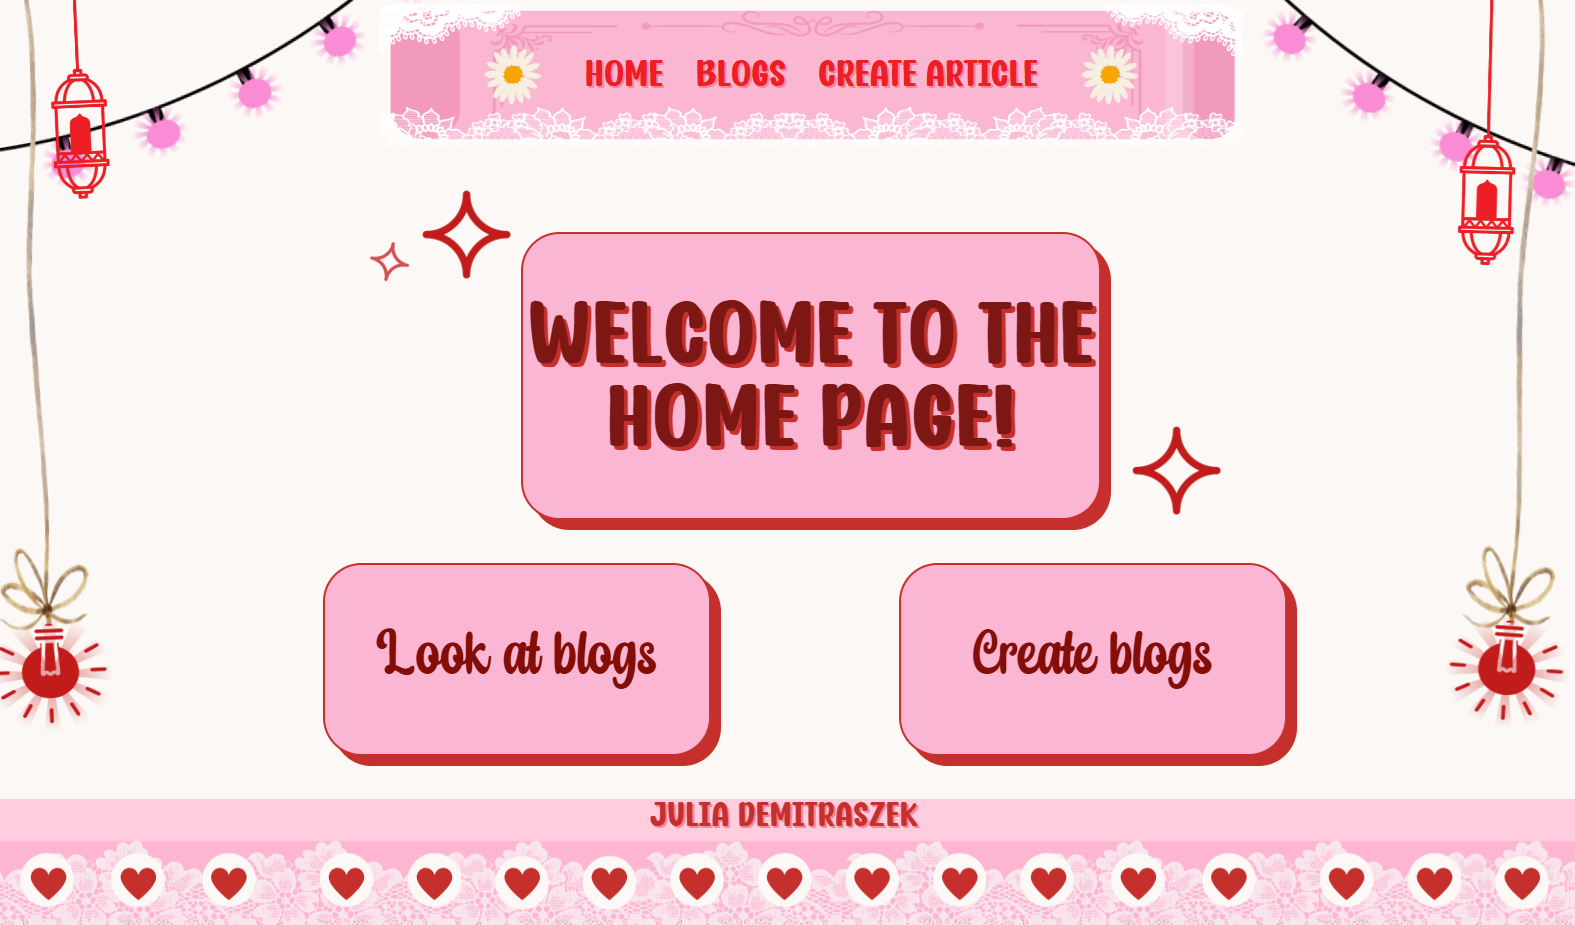 HOME BLOGS CREATE ARTICLE
WELCOME TO THE
HOME PAGE!
Look at blogs
Create blogs
JULIA DEMITRASZEK